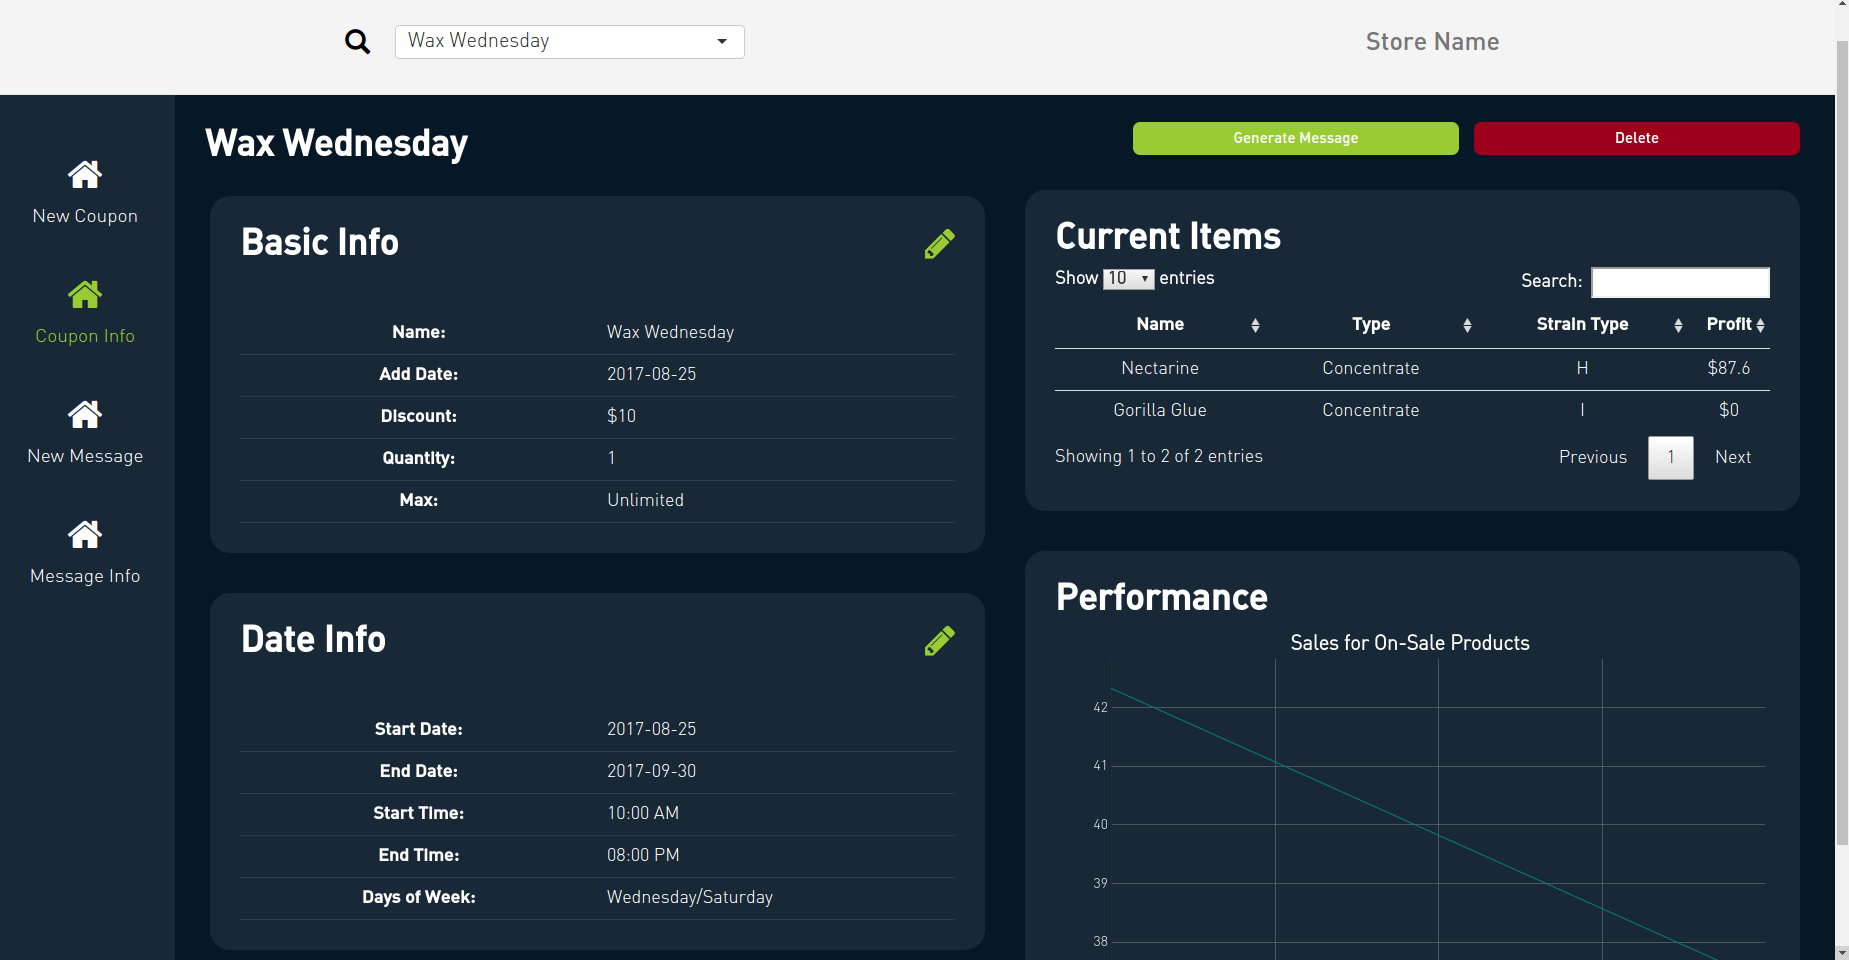 Wax Wednesday
Store Name
New Coupon
Coupon Info
New Message
Message Info
Wax Wednesday
Generate Message
Delete
Basic Info
Name: Wax Wednesday
Add Date: 2017-08-25
Discount: $10
Quantity: 1
Max: Unlimited
Date Info
Start Date: 2017-08-25
End Date: 2017-09-30
Start Time: 10:00 AM
End Time: 08:00 PM
Days of Week: Wednesday/Saturday
Current Items
Show 10 entries
Search:
Name Type Strain Type Profit
Nectarine Concentrate H $87.6
Gorilla Glue Concentrate I $0
Showing 1 to 2 of 2 entries
Previous 1 Next
Performance
Sales for On-Sale Products
42
41
40
39
38